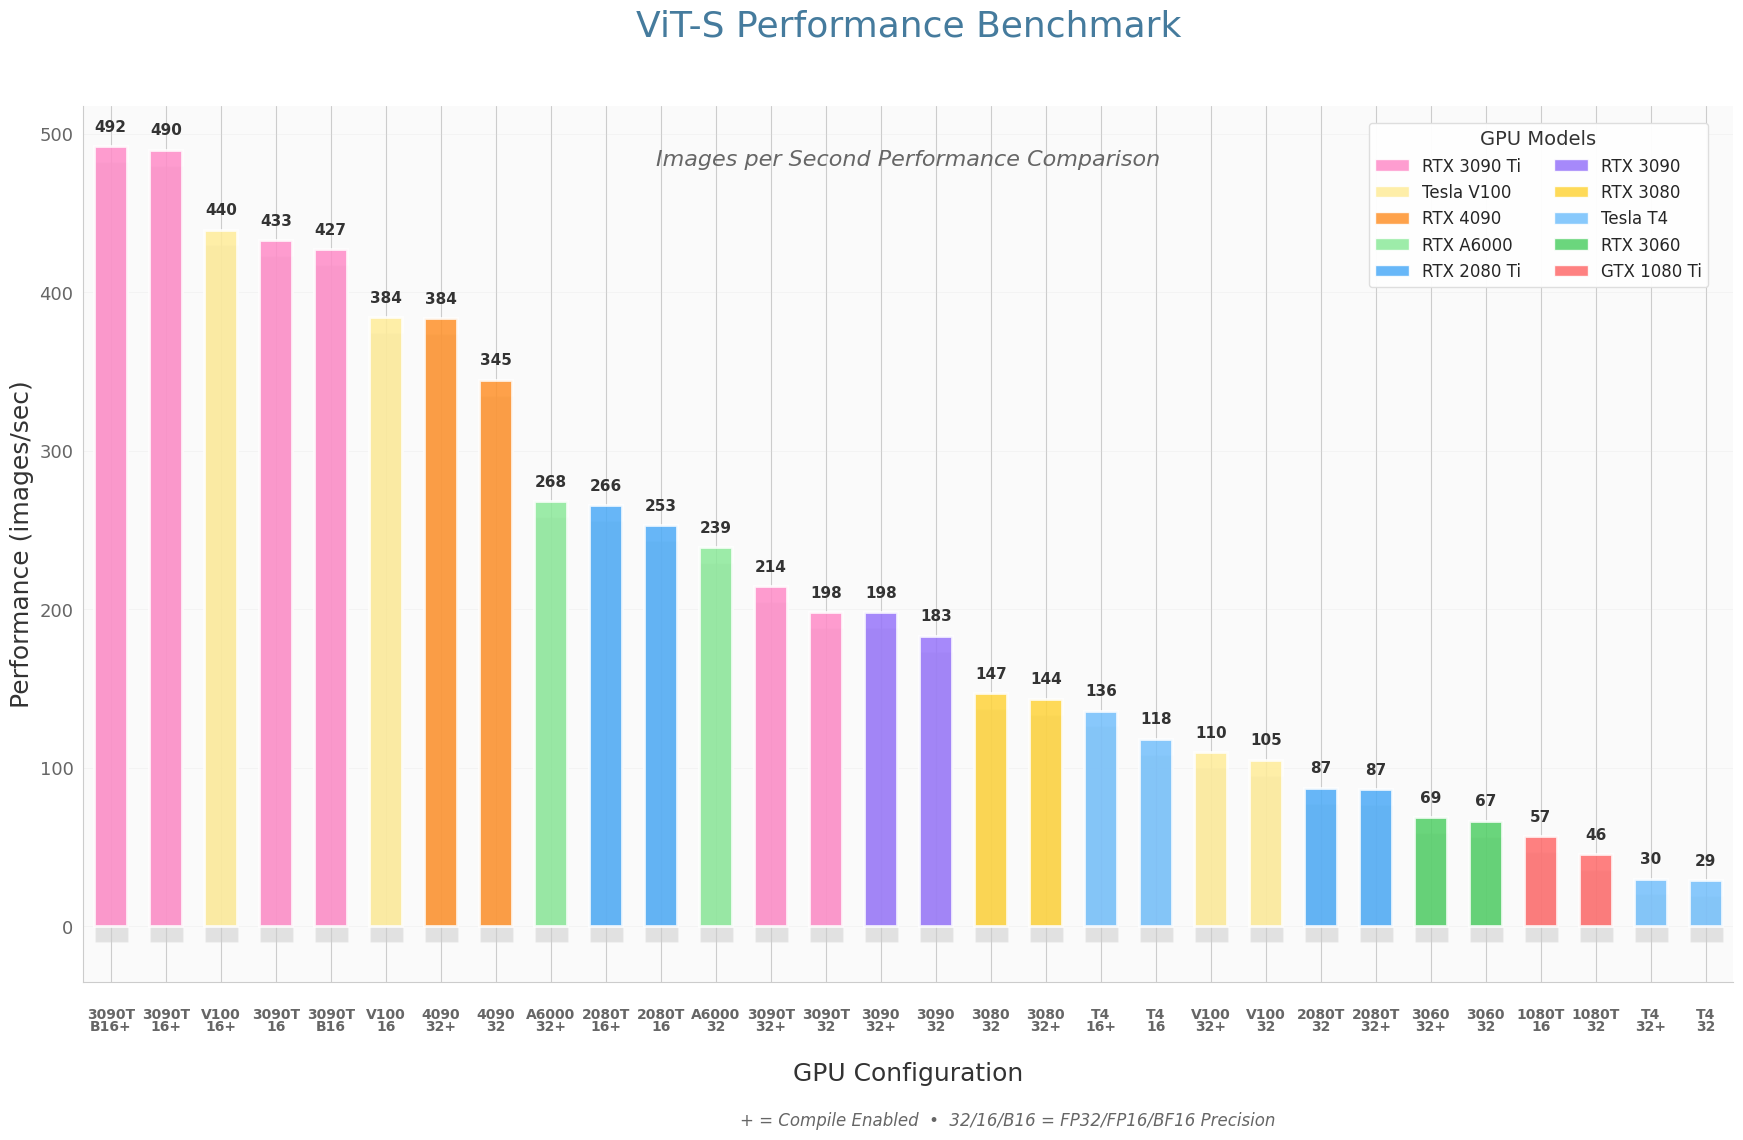 ViT-S Performance Benchmark
Images per Second Performance Comparison
GPU Models
RTX 3090 Ti
Tesla V100
RTX 4090
RTX A6000
RTX 2080 Ti
RTX 3090
RTX 3080
Tesla T4
RTX 3060
GTX 1080 Ti
Performance (images/sec)
500
400
300
200
100
0
492
490
440
433
427
384
384
345
268
266
253
239
214
198
198
183
147
144
136
118
110
105
87
87
69
67
57
46
30
29
3090T
B16+
3090T
16+
V100
16+
3090T
16
3090T
B16
V100
16
4090
32+
4090
32
A6000
32+
2080T
16+
2080T
16
A6000
32
3090T
32+
3090T
32
3090
32+
3090
32
3080
32
3080
32+
T4
16+
T4
16
V100
32+
V100
32
2080T
32
2080T
32+
3060
32+
3060
32
1080T
16
1080T
32
T4
32+
T4
32
GPU Configuration
+ = Compile Enabled • 32/16/B16 = FP32/FP16/BF16 Precision